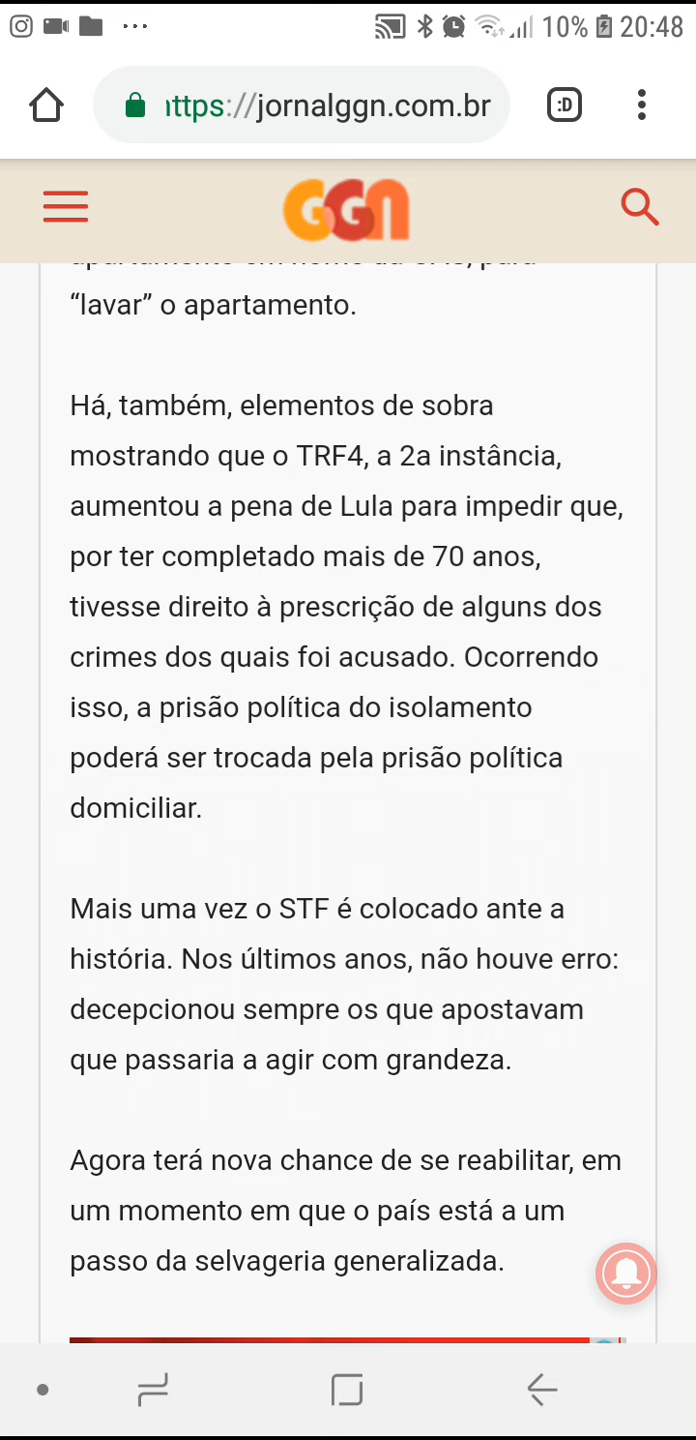 10% 20:48
ttps://jornalggn.com.br
:D
GGN
“lavar” o apartamento.
Há, também, elementos de sobra
mostrando que o TRF4, a 2a instância,
aumentou a pena de Lula para impedir que,
por ter completado mais de 70 anos,
tivesse direito à prescrição de alguns dos
crimes dos quais foi acusado. Ocorrendo
isso, a prisão política do isolamento
poderá ser trocada pela prisão política
domiciliar.
Mais uma vez o STF é colocado ante a
história. Nos últimos anos, não houve erro:
decepcionou sempre os que apostavam
que passaria a agir com grandeza.
Agora terá nova chance de se reabilitar, em
um momento em que o país está a um
passo da selvageria generalizada.